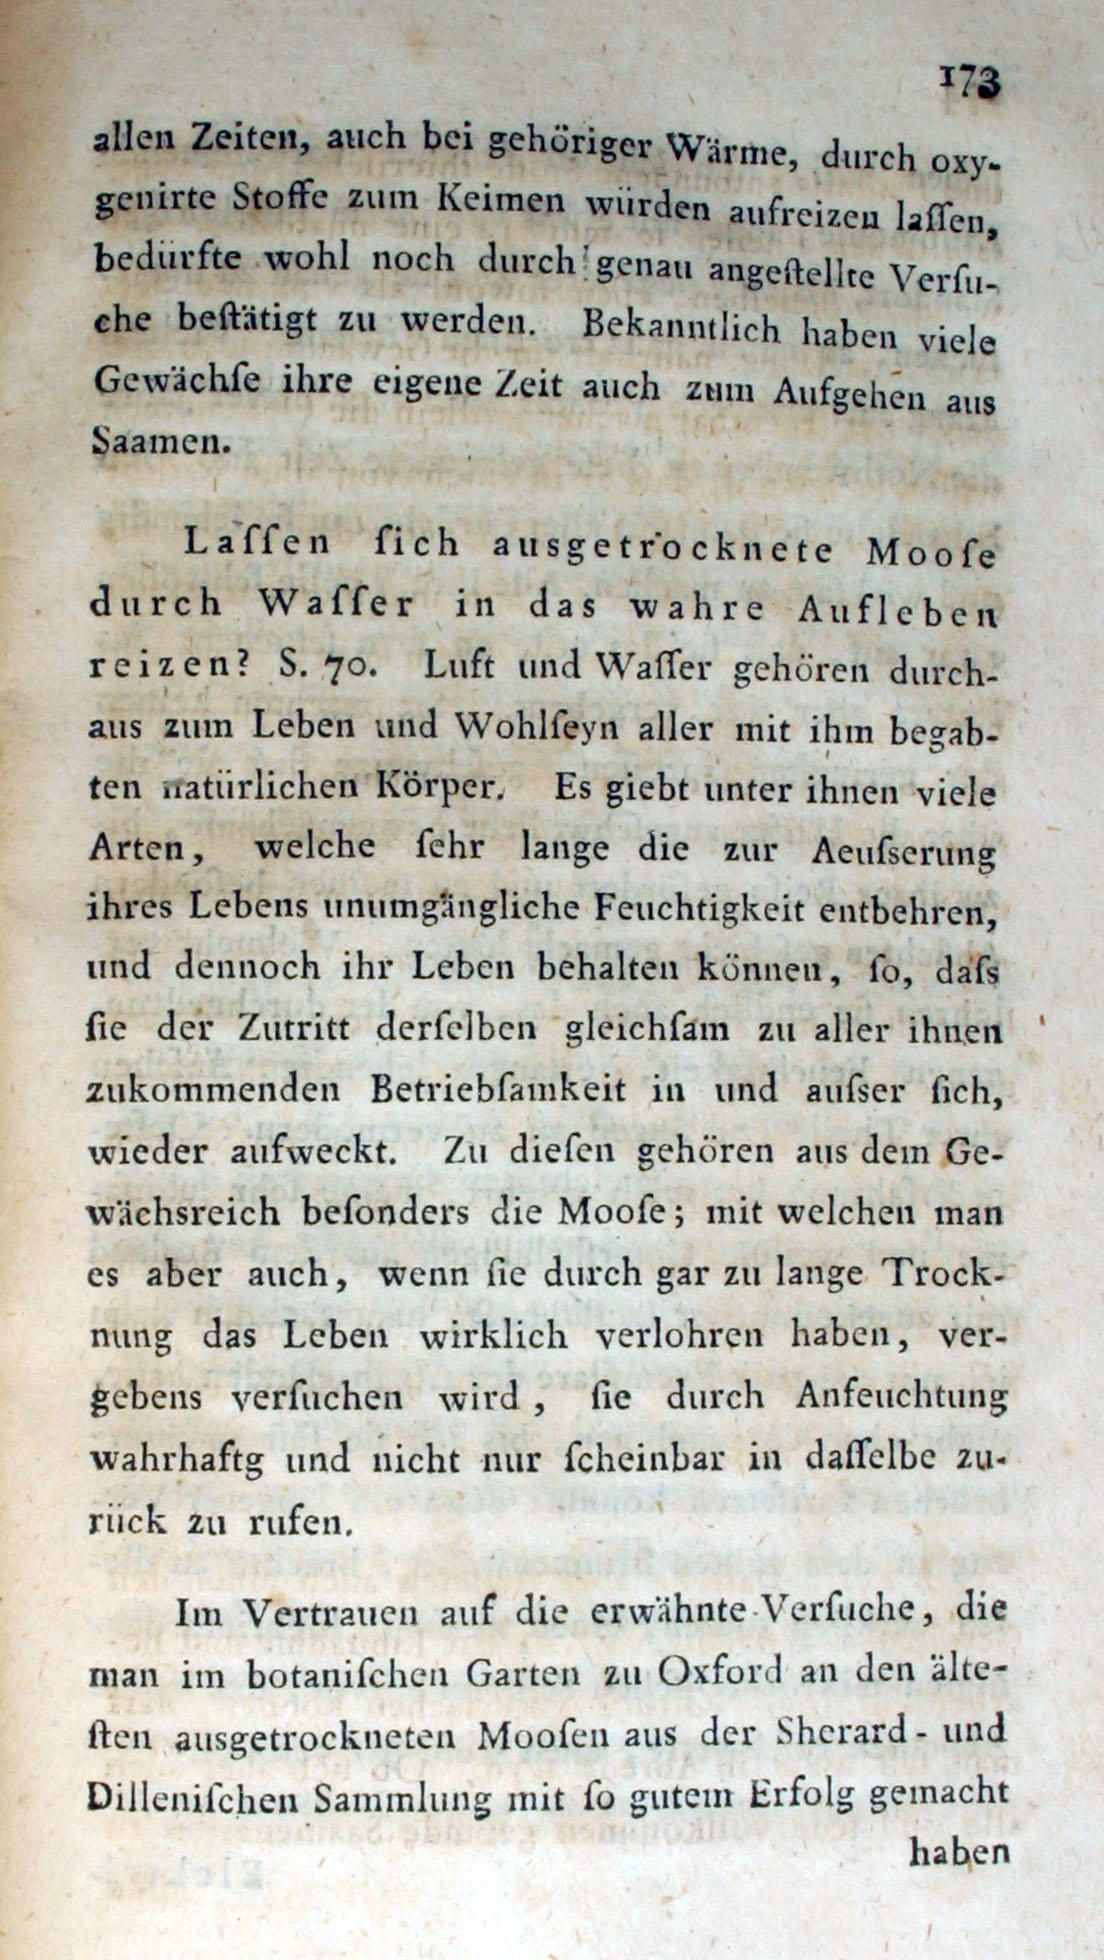 173
allen Zeiten, auch bei gehöriger Wärme, durch oxy-
genirte Stoffe zum Keimen würden aufreizen laſſen,
bedürfte wohl noch durch genau angeſtellte Verſu-
che beſtätigt zu werden. Bekanntlich haben viele
Gewächſe ihre eigene Zeit auch zum Aufgehen aus
Saamen.
Laſſen ſich ausgetrocknete Mooſe
durch Waſſer in das wahre Aufleben
reizen? S. 70. Luft und Waſſer gehören durch-
aus zum Leben und Wohlſeyn aller mit ihm begab-
ten natürlichen Körper. Es giebt unter ihnen viele
Arten, welche ſehr lange die zur Aeuſserung
ihres Lebens unumgängliche Feuchtigkeit entbehren,
und dennoch ihr Leben behalten können, ſo, daſs
ſie der Zutritt derſelben gleichſam zu aller ihnen
zukommenden Betriebſamkeit in und auſser ſich,
wieder aufweckt. Zu dieſen gehören aus dem Ge-
wächsreich beſonders die Mooſe; mit welchen man
es aber auch, wenn ſie durch gar zu lange Trock-
nung das Leben wirklich verlohren haben, ver-
gebens verſuchen wird, ſie durch Anfeuchtung
wahrhaftg und nicht nur ſcheinbar in daſſelbe zu-
rück zu rufen.
Im Vertrauen auf die erwähnte Verſuche, die
man im botaniſchen Garten zu Oxford an den älte-
ſten ausgetrockneten Mooſen aus der Sherard- und
Dilleniſchen Sammlung mit ſo gutem Erfolg gemacht
haben